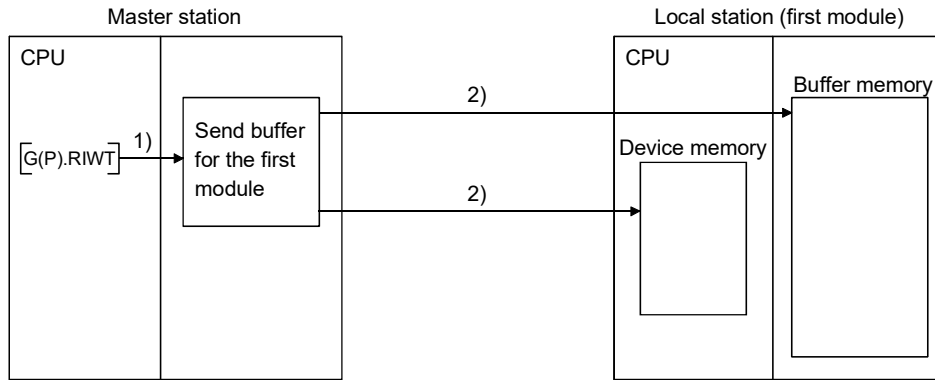 Master station
Local station (first module)
CPU
CPU
Buffer memory
2)
1)
Send buffer
for the first
module
G(P).RIWT
Device memory
2)